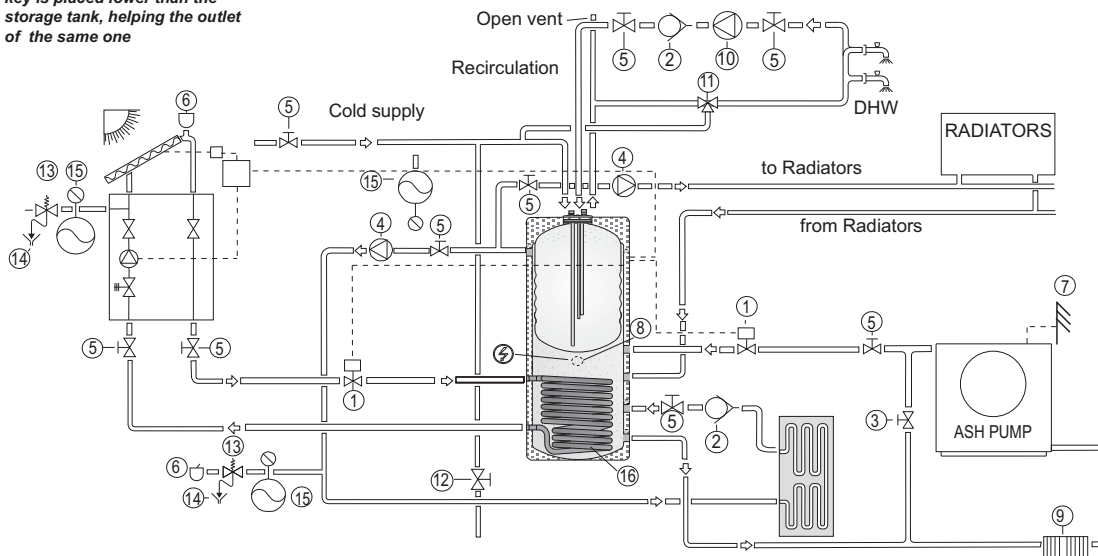 key is placed lower than the
storage tank, helping the outlet
of the same one
Open vent
5
2
10
5
Recirculation
11
6
5
Cold supply
DHW
RADIATORS
13
15
15
4
to Radiators
5
14
4
5
from Radiators
7
1
5
8
5
5
1
3
ASH PUMP
5
2
13
6
12
16
14
15
9